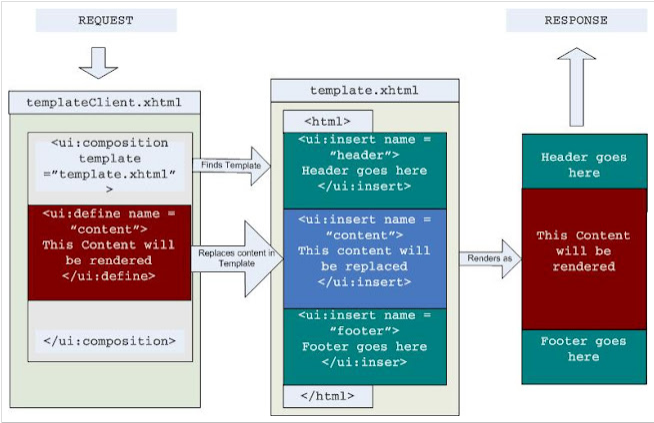 REQUEST
RESPONSE
templateClient.xhtml
<ui:composition
template
="template.xhtml"
>
<ui:define name =
"content">
This Content will
be rendered
</ui:define>
</ui:composition>
Finds Template
Replaces content in
Template
template.xhtml
<html>
<ui:insert name =
"header">
Header goes here
</ui:insert>
<ui:insert name =
"content">
This content will
be replaced
</ui:insert>
<ui:insert name =
"footer">
Footer goes here
</ui:inser>
</html>
Renders as
Header goes
here
This Content
will be
rendered
Footer goes
here